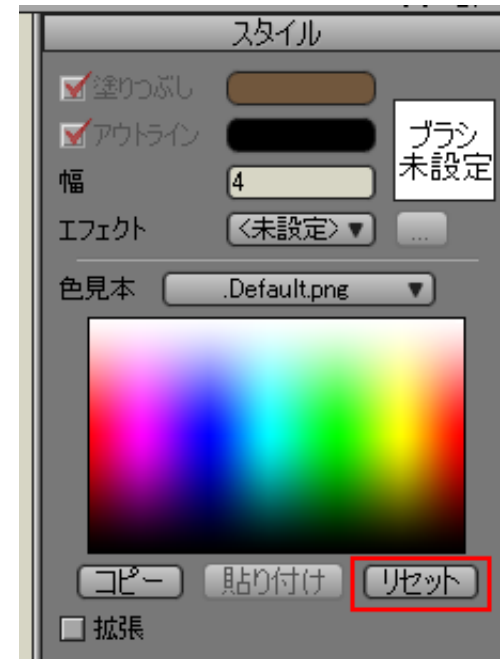 スタイル
塗りつぶし
アウトライン
ブラシ
未設定
幅
4
エフェクト
<未設定>▼
...
色見本
.Default.png
▼
コピー
貼り付け
リセット
拡張